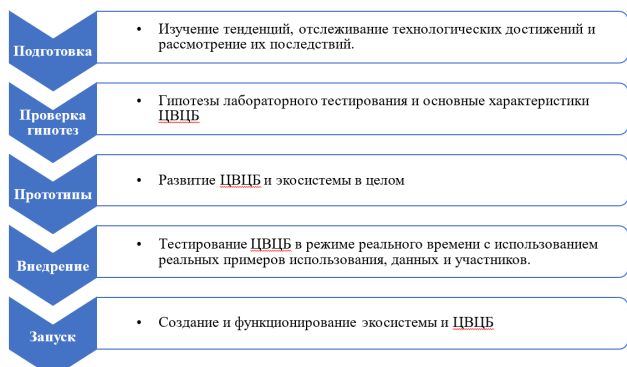 Подготовка
• Изучение тенденций, отслеживание технологических достижений и
рассмотрение их последствий.
Проверка
гипотез
• Гипотезы лабораторного тестирования и основные характеристики
ЦВЦБ
Прототипы
• Развитие ЦВЦБ и экосистемы в целом
Внедрение
• Тестирование ЦВЦБ в режиме реального времени с использованием
реальных примеров использования, данных и участников.
Запуск
• Создание и функционирование экосистемы и ЦВЦБ